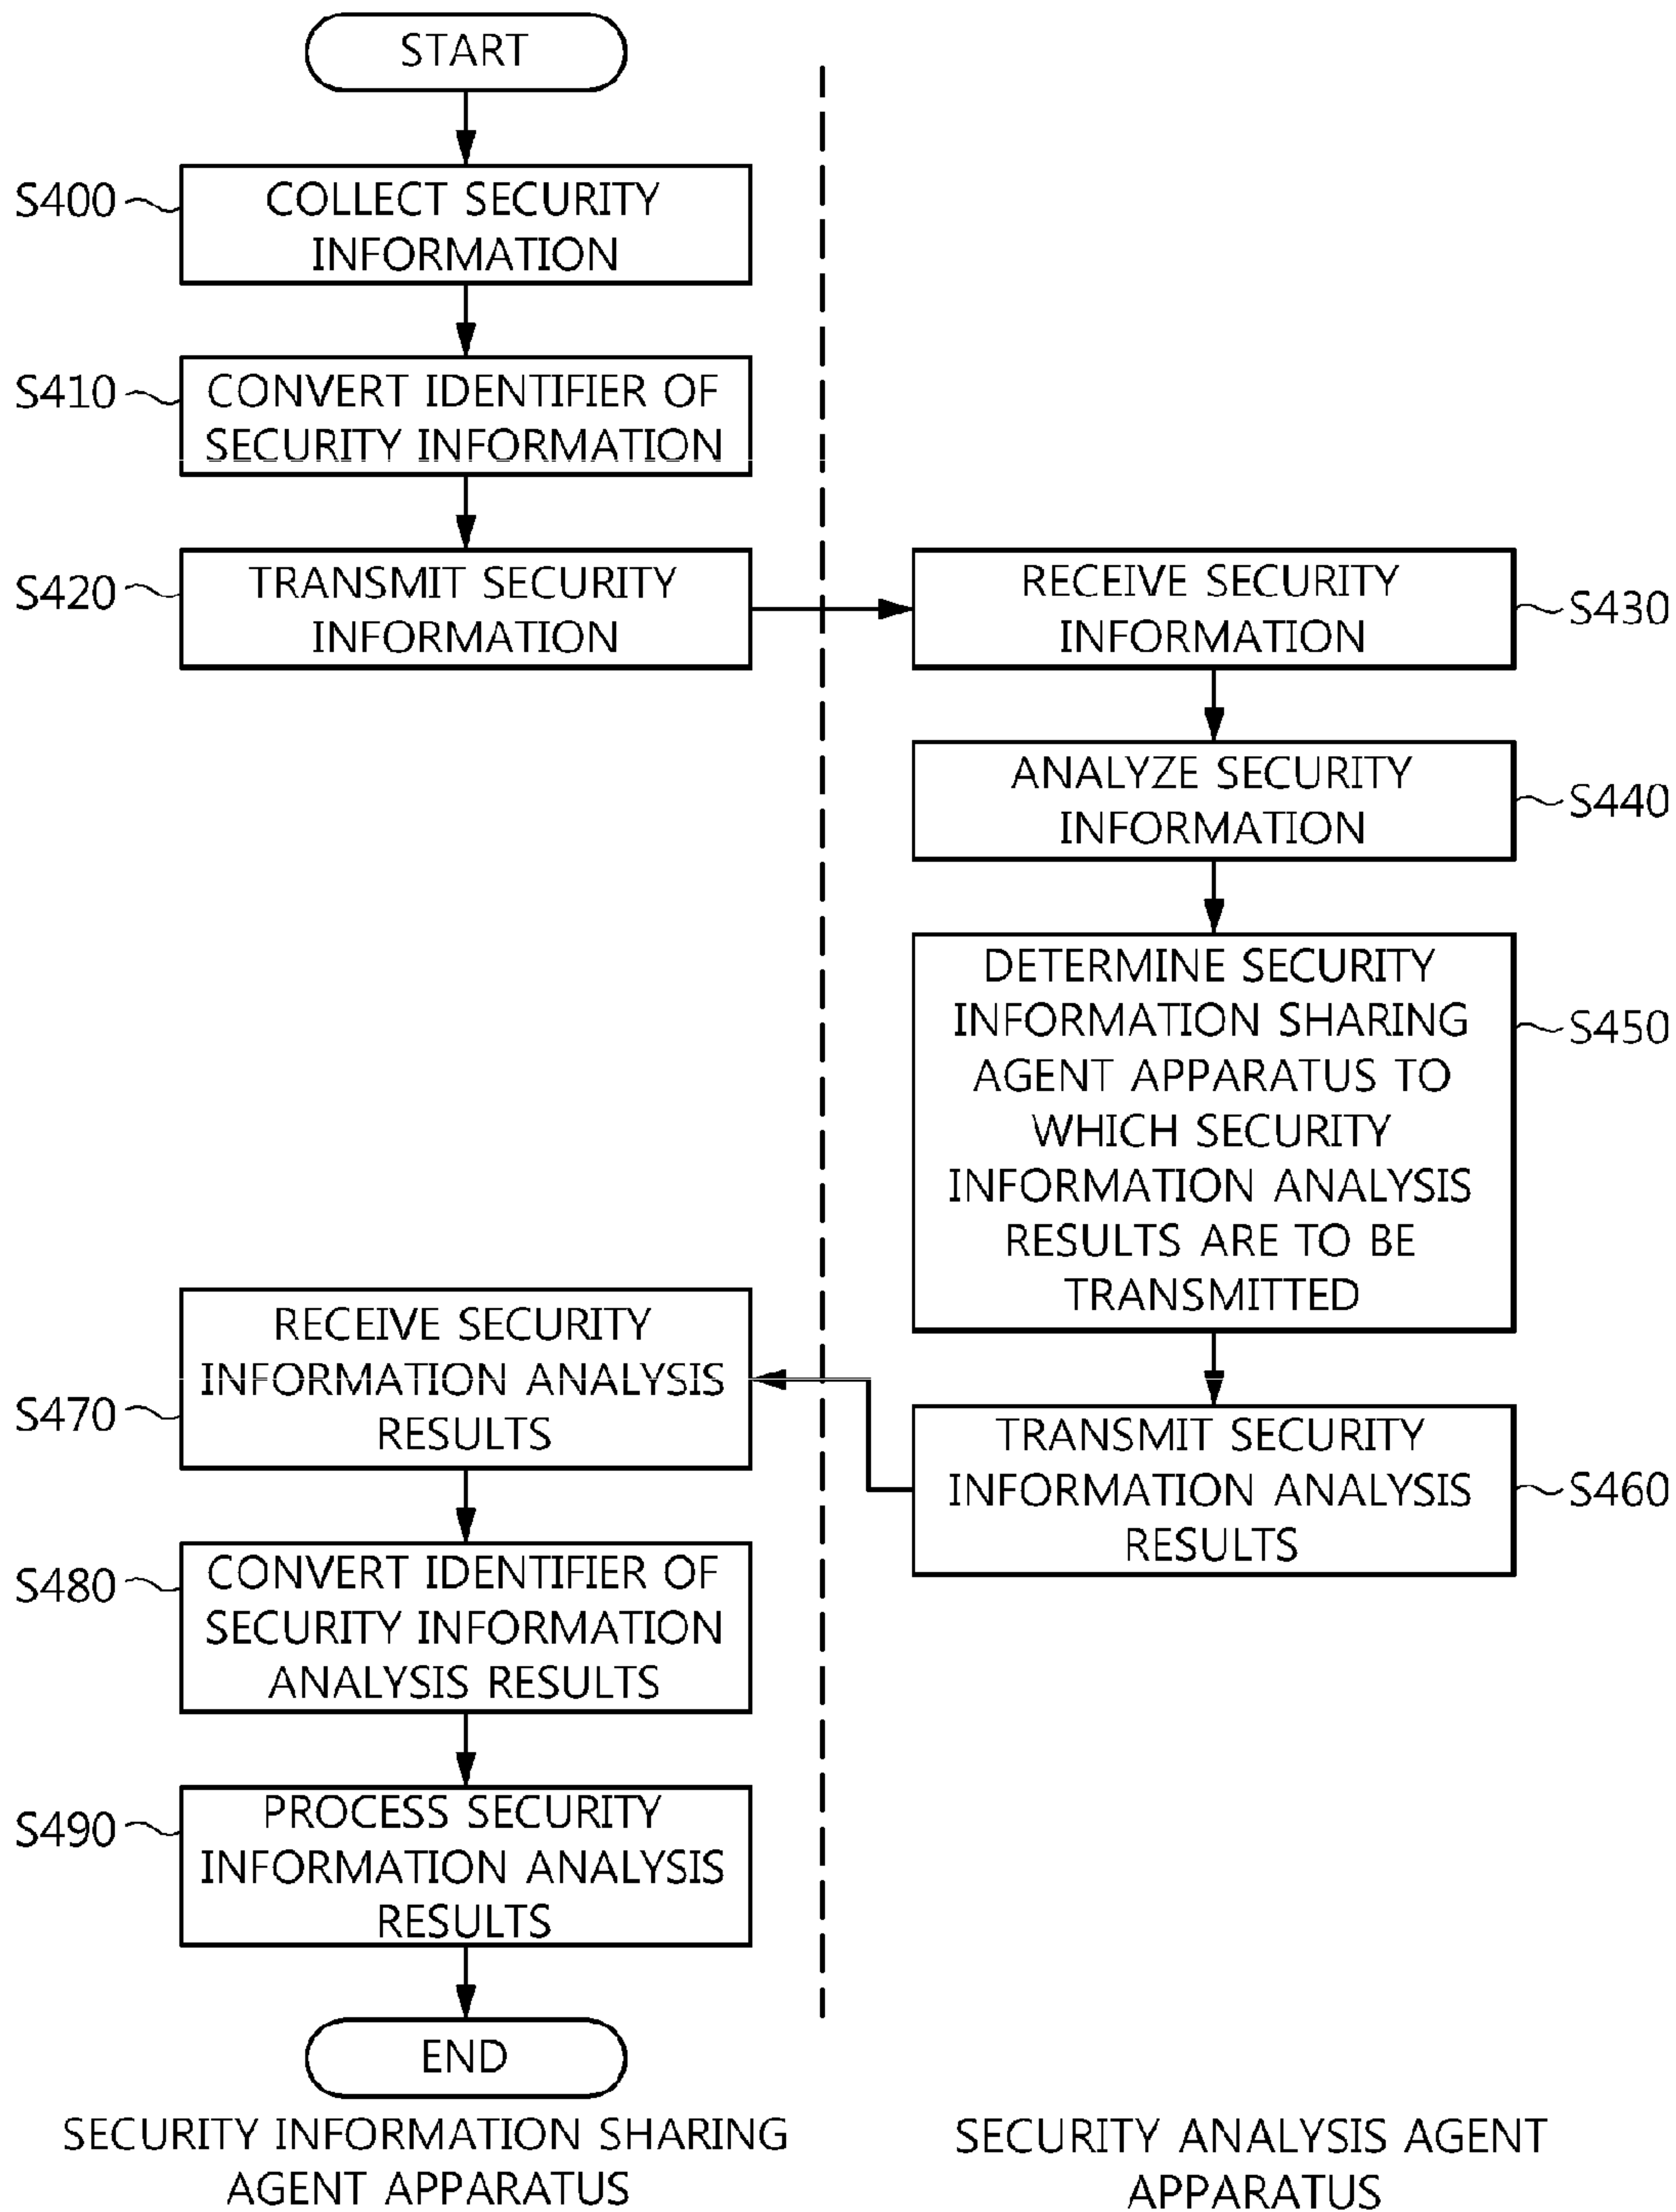 START
S400
COLLECT SECURITY
INFORMATION
S410
CONVERT IDENTIFIER OF
SECURITY INFORMATION
S420
TRANSMIT SECURITY
INFORMATION
RECEIVE SECURITY
INFORMATION
S430
ANALYZE SECURITY
INFORMATION
S440
DETERMINE SECURITY
INFORMATION SHARING
AGENT APPARATUS TO
WHICH SECURITY
INFORMATION ANALYSIS
RESULTS ARE TO BE
TRANSMITTED
S450
TRANSMIT SECURITY
INFORMATION ANALYSIS
RESULTS
S460
RECEIVE SECURITY
INFORMATION ANALYSIS
RESULTS
S470
S480
CONVERT IDENTIFIER OF
SECURITY INFORMATION
ANALYSIS RESULTS
S490
PROCESS SECURITY
INFORMATION ANALYSIS
RESULTS
END
SECURITY INFORMATION SHARING
AGENT APPARATUS
SECURITY ANALYSIS AGENT
APPARATUS